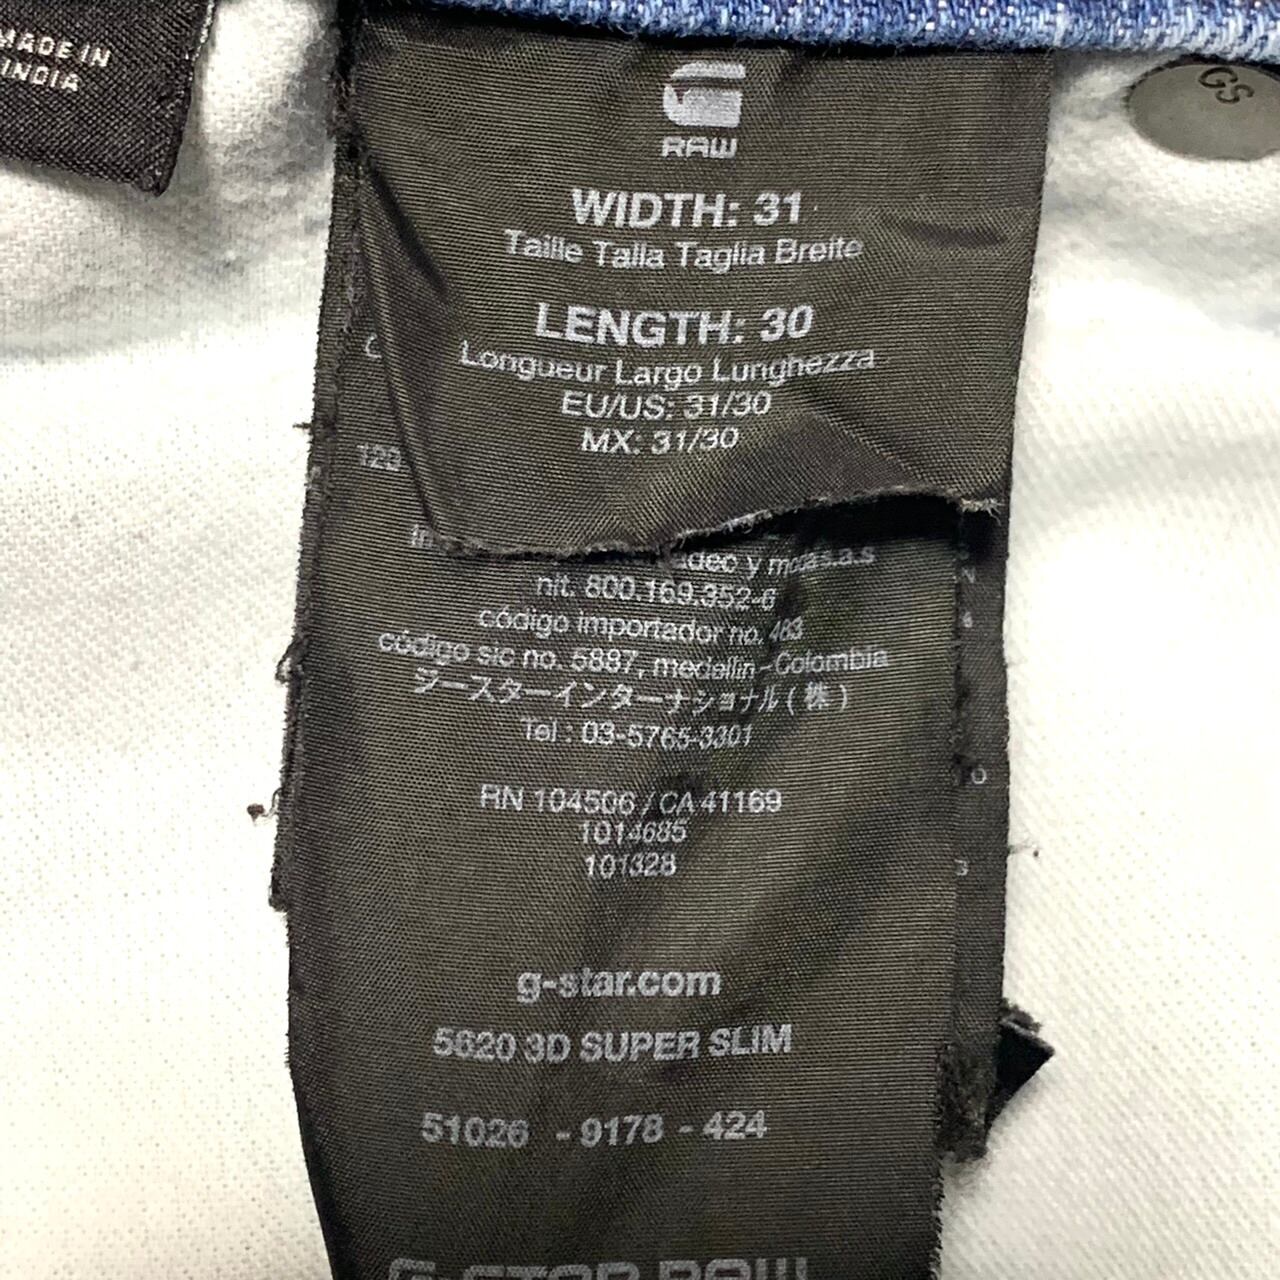 MADE IN
INDIA
GS
RAW
WIDTH: 31
Taille Talla Taglia Breite
LENGTH: 30
Longueur Largo Lunghezza
EU/US: 31/30
MX: 31/30
nit. 800.169.352-6
código importador no. 463
código sic no. 5887, medellin-Colombia
ジースターインターナショナル(株)
Tel : 03-5765-3301
RN 104506 / CA 41169
1014685
101328
g-star.com
5620 3D SUPER SLIM
51026 - 9178 - 424
G-STAR RAW